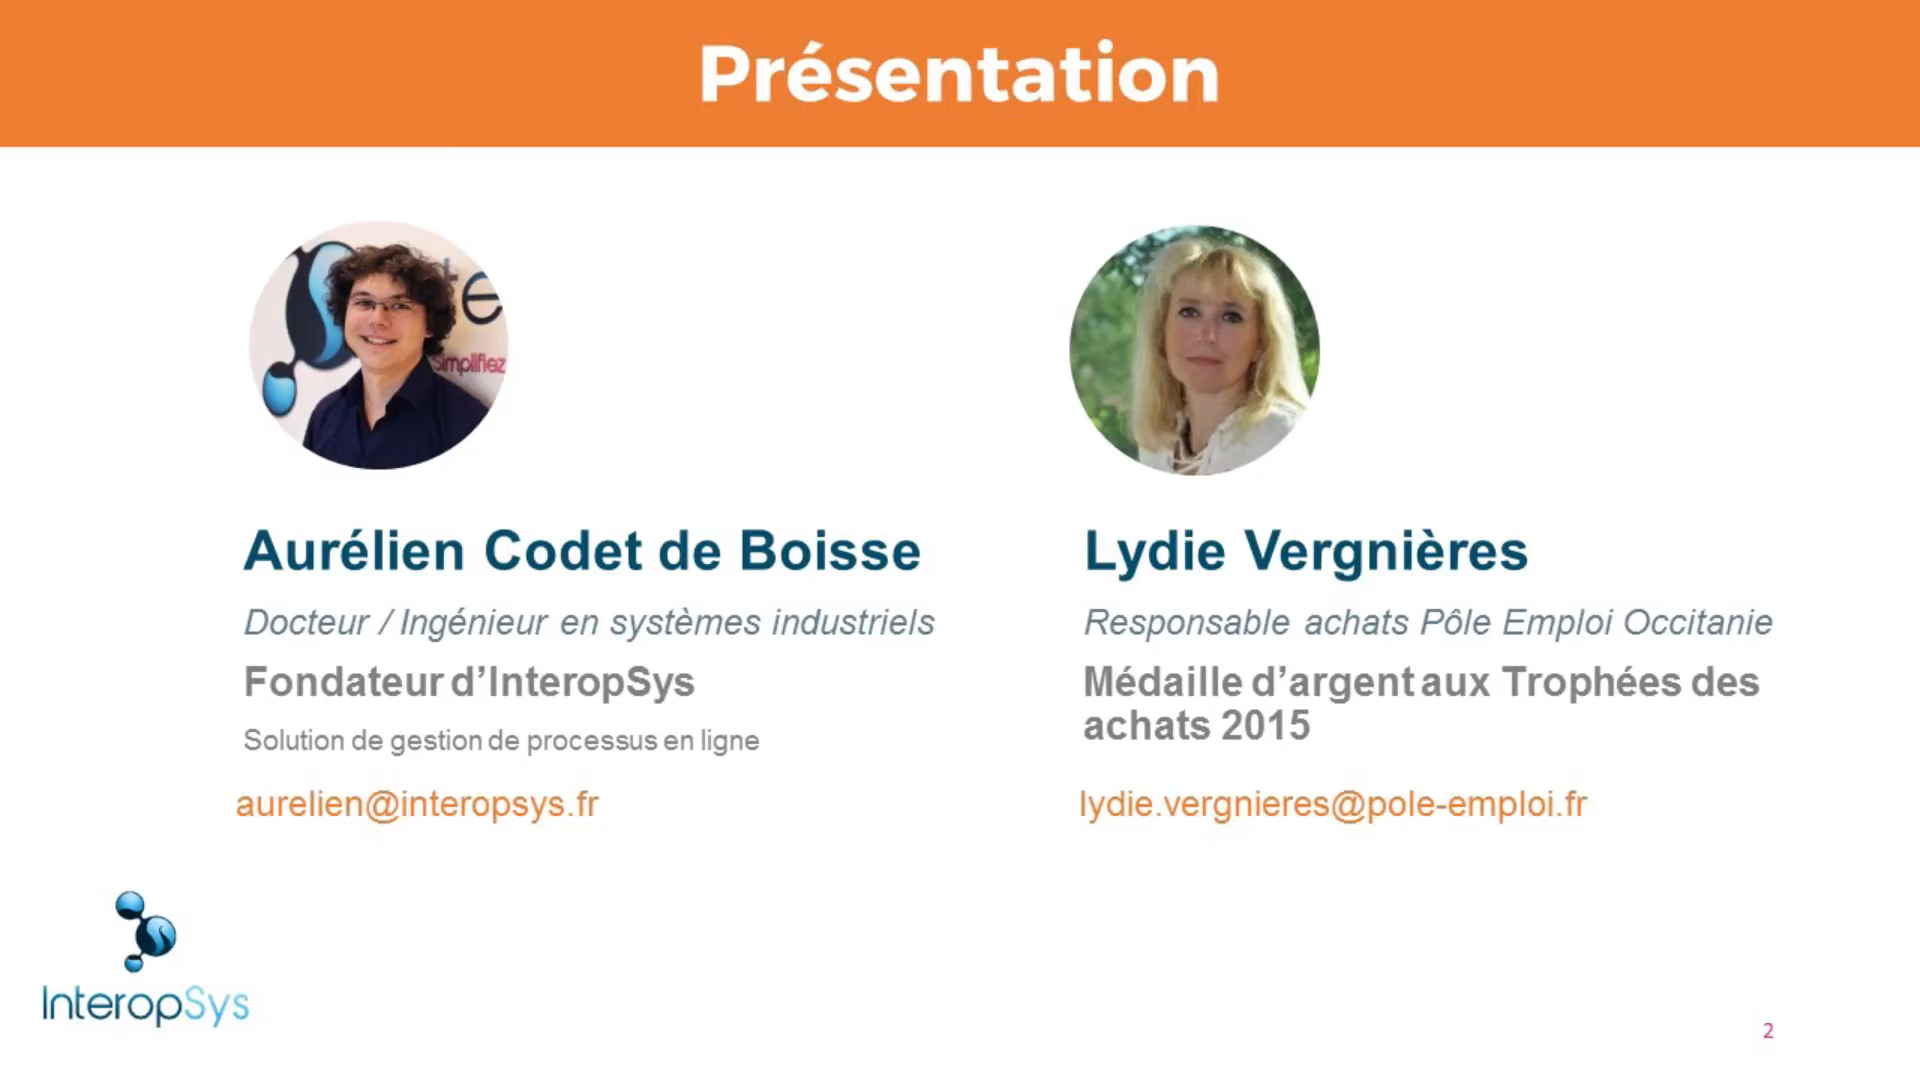 Présentation
te
simplifiez
Aurélien Codet de Boisse
Docteur / Ingénieur en systèmes industriels
Fondateur d’InteropSys
Solution de gestion de processus en ligne
aurelien@interopsys.fr
Lydie Vergnières
Responsable achats Pôle Emploi Occitanie
Médaille d’argent aux Trophées des
achats 2015
lydie.vergnieres@pole-emploi.fr
InteropSys
2